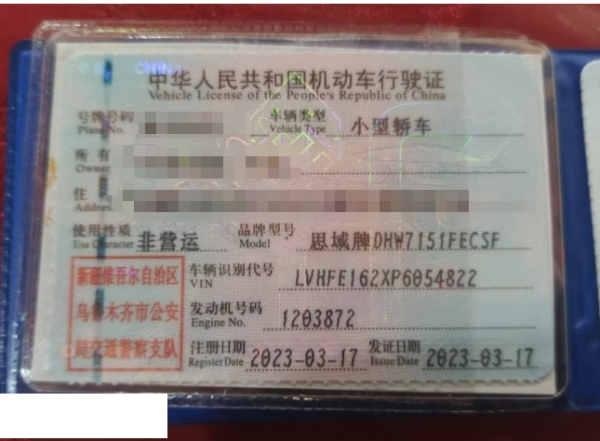 中华人民共和国机动车行驶证
Vehicle License of the People's Republic of China
号牌号码 车辆类型 小型轿车
Plate No. Vehicle Type
所有
Owner
住
Address
使用性质 非营运 品牌型号 思域牌DHW7151FECSF
Use Character Model
新疆维吾尔自治区 车辆识别代号 LVHFE162XP6054822
VIN
乌鲁木齐市公安 发动机号码 1203872
Engine No.
局交通警察支队 注册日期 2023-03-17 发证日期 2023-03-17
Register Date Issue Date